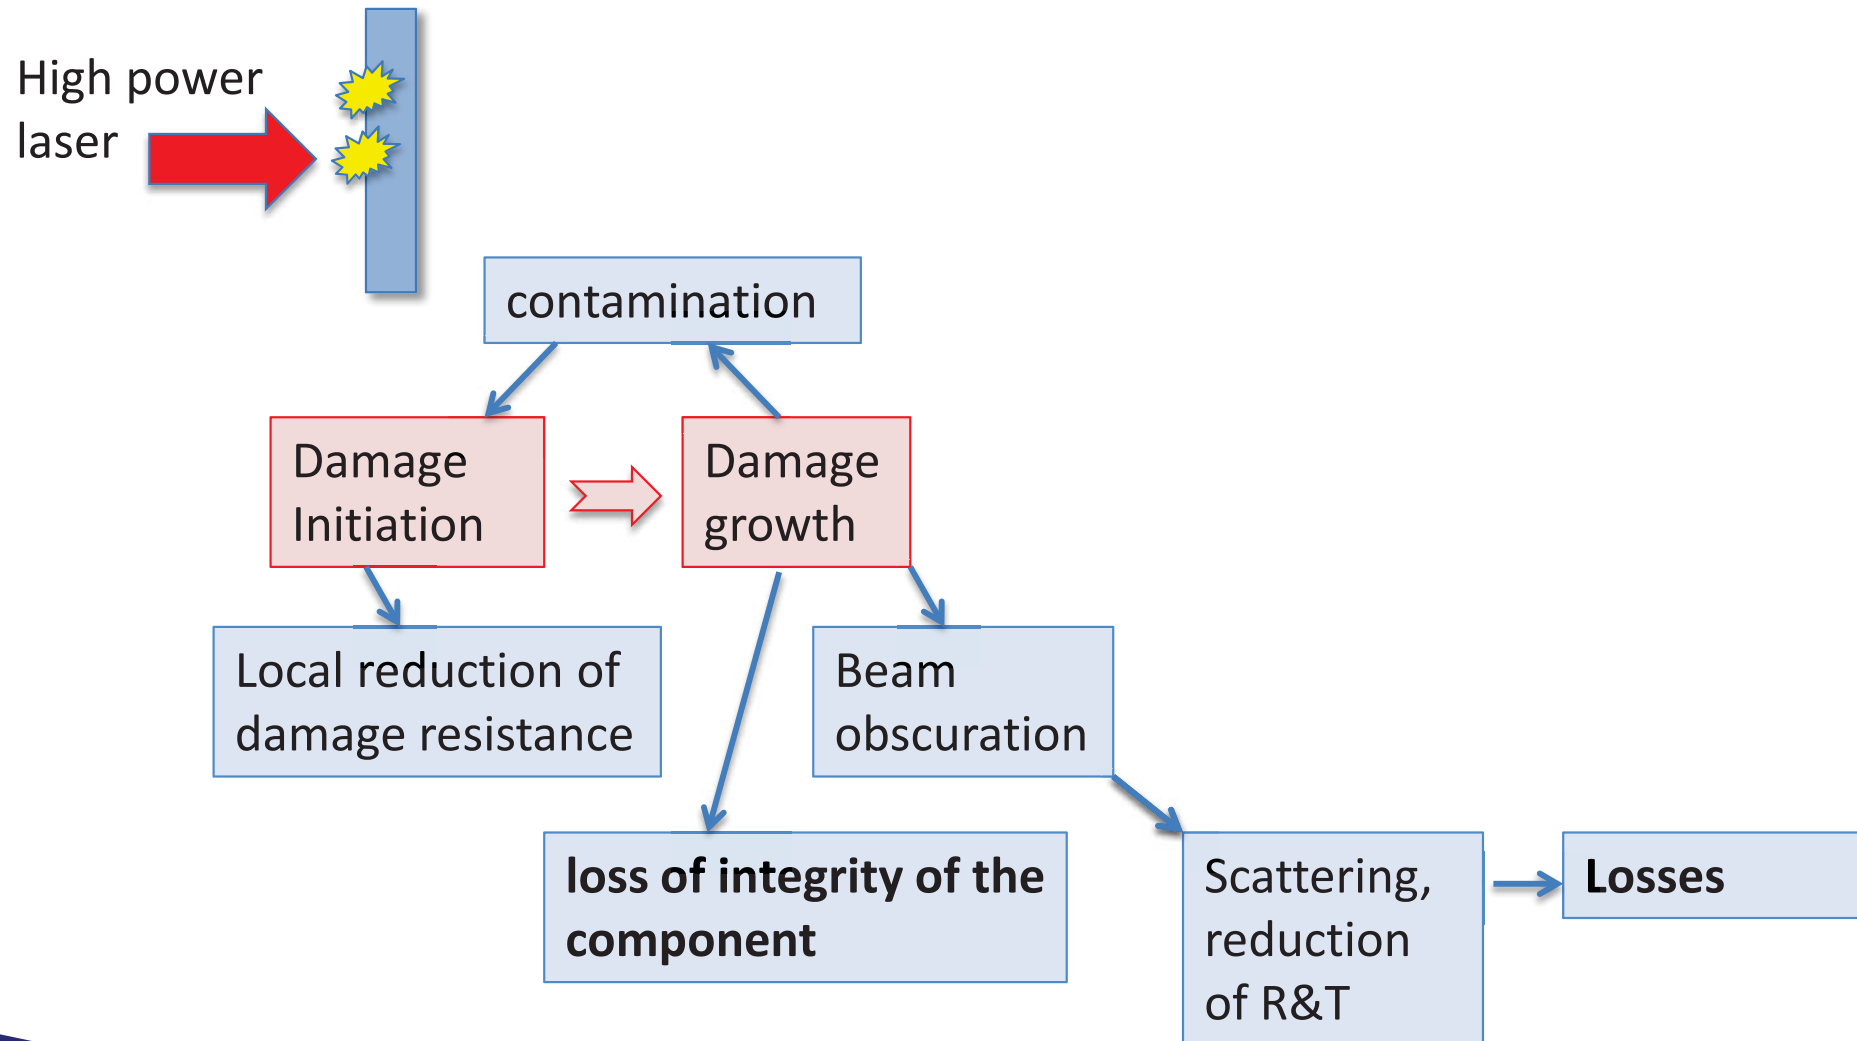 High power
laser
contamination
Damage
Initiation
Damage
growth
Local reduction of
damage resistance
Beam
obscuration
loss of integrity of the
component
Scattering,
reduction
of R&T
Losses